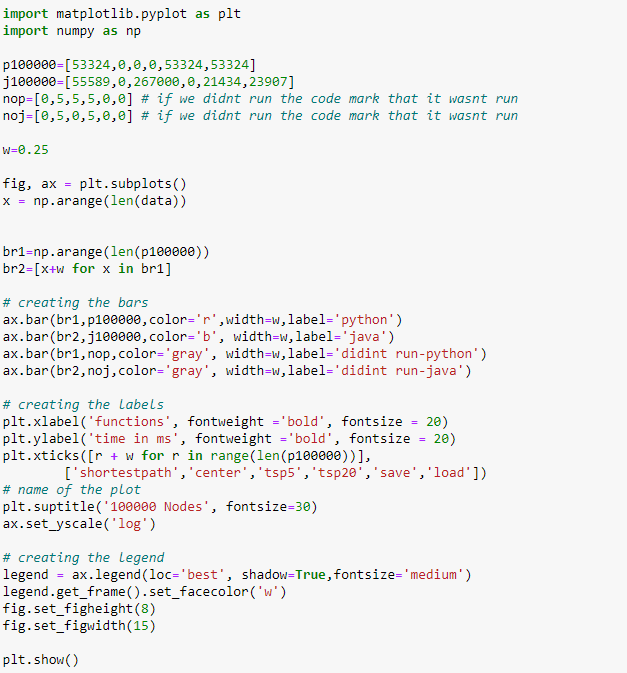 import matplotlib.pyplot as plt
import numpy as np
p100000=[53324,0,0,0,53324,53324]
j100000=[55589,0,267000,0,21434,23907]
nop=[0,5,5,5,0,0] # if we didnt run the code mark that it wasnt run
noj=[0,5,0,5,0,0] # if we didnt run the code mark that it wasnt run
w=0.25
fig, ax = plt.subplots()
x = np.arange(len(data))
br1=np.arange(len(p100000))
br2=[x+w for x in br1]
# creating the bars
ax.bar(br1,p100000,color='r',width=w,label='python')
ax.bar(br2,j100000,color='b', width=w,label='java')
ax.bar(br1,nop,color='gray', width=w,label='didint run-python')
ax.bar(br2,noj,color='gray', width=w,label='didint run-java')
# creating the labels
plt.xlabel('functions', fontweight ='bold', fontsize = 20)
plt.ylabel('time in ms', fontweight ='bold', fontsize = 20)
plt.xticks([r + w for r in range(len(p100000))],
['shortestpath','center','tsp5','tsp20','save','load'])
# name of the plot
plt.suptitle('100000 Nodes', fontsize=30)
ax.set_yscale('log')
# creating the legend
legend = ax.legend(loc='best', shadow=True,fontsize='medium')
legend.get_frame().set_facecolor('w')
fig.set_figheight(8)
fig.set_figwidth(15)
plt.show()